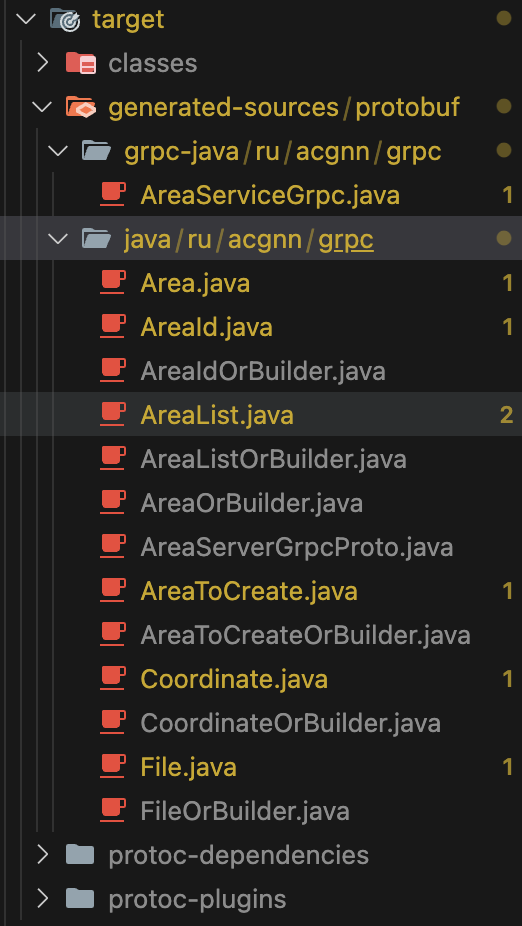 target
classes
generated-sources/protobuf
grpc-java/ru/acgnn/grpc
AreaServiceGrpc.java 1
java/ru/acgnn/grpc
Area.java 1
AreaId.java 1
AreaIdOrBuilder.java
AreaList.java 2
AreaListOrBuilder.java
AreaOrBuilder.java
AreaServerGrpcProto.java
AreaToCreate.java 1
AreaToCreateOrBuilder.java
Coordinate.java 1
CoordinateOrBuilder.java
File.java 1
FileOrBuilder.java
protoc-dependencies
protoc-plugins